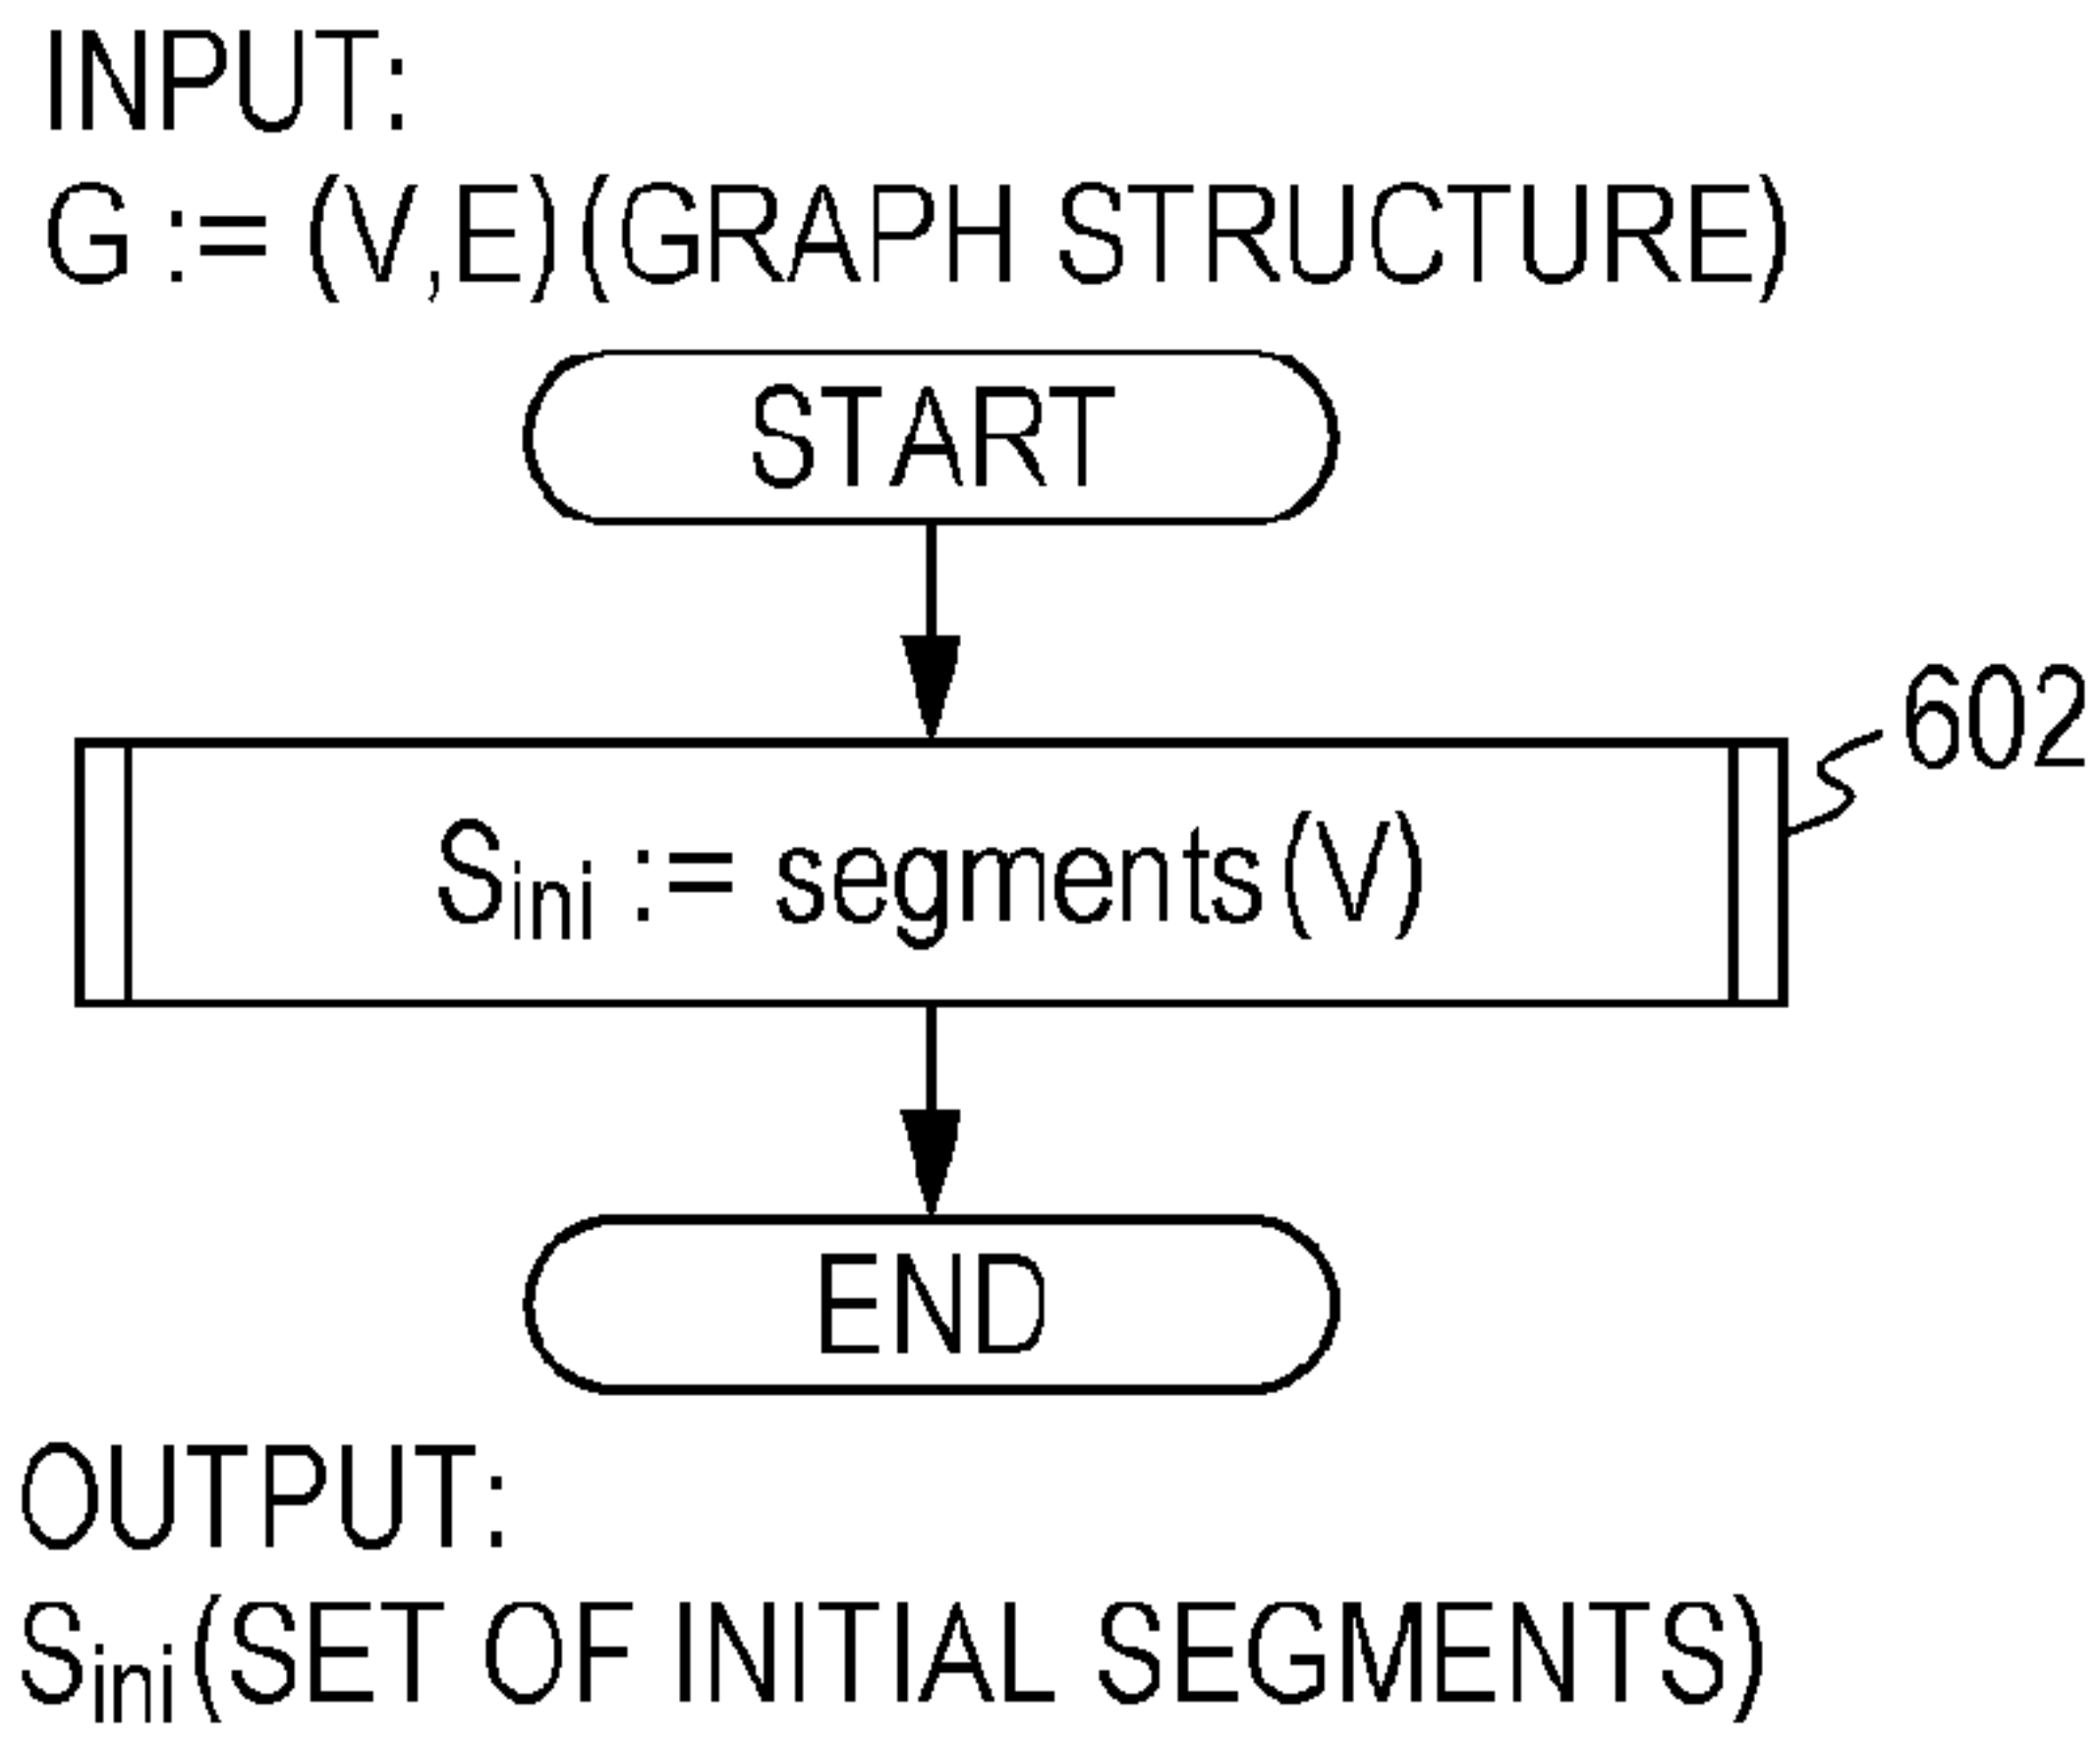 INPUT:
G := (V,E)(GRAPH STRUCTURE)
START
602
Sini := segments(V)
END
OUTPUT:
Sini(SET OF INITIAL SEGMENTS)